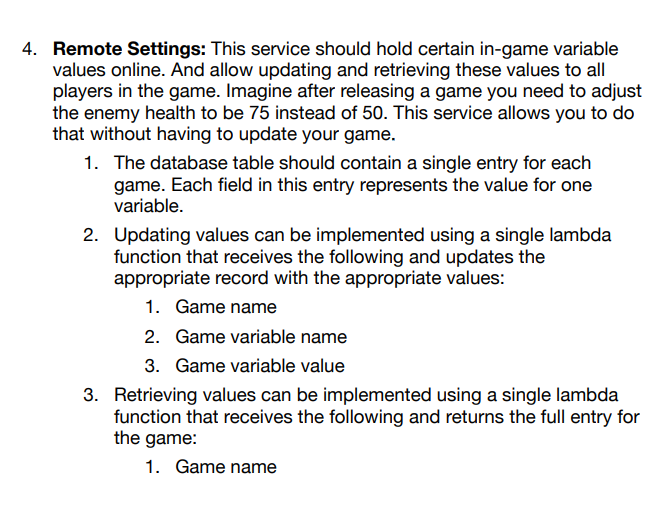 4. Remote Settings: This service should hold certain in-game variable
values online. And allow updating and retrieving these values to all
players in the game. Imagine after releasing a game you need to adjust
the enemy health to be 75 instead of 50. This service allows you to do
that without having to update your game.
1. The database table should contain a single entry for each
game. Each field in this entry represents the value for one
variable.
2. Updating values can be implemented using a single lambda
function that receives the following and updates the
appropriate record with the appropriate values:
1. Game name
2. Game variable name
3. Game variable value
3. Retrieving values can be implemented using a single lambda
function that receives the following and returns the full entry for
the game:
1. Game name